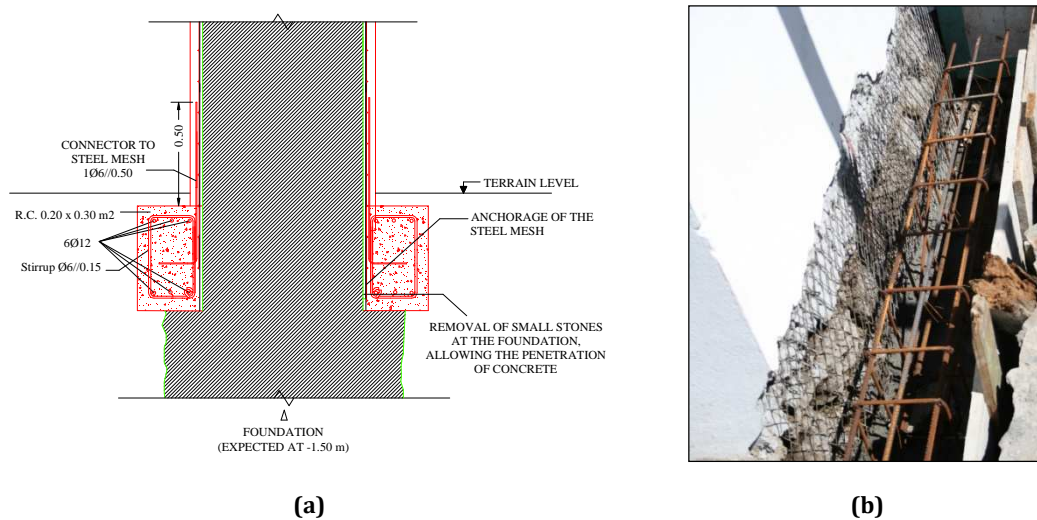 0.50
CONNECTOR TO
STEEL MESH
1Ø6//0.50
TERRAIN LEVEL
R.C. 0.20 x 0.30 m2
ANCHORAGE OF THE
STEEL MESH
6Ø12
Stirrup Ø6//0.15
REMOVAL OF SMALL STONES
AT THE FOUNDATION,
ALLOWING THE PENETRATION
OF CONCRETE
FOUNDATION
(EXPECTED AT -1.50 m)
(a)
(b)